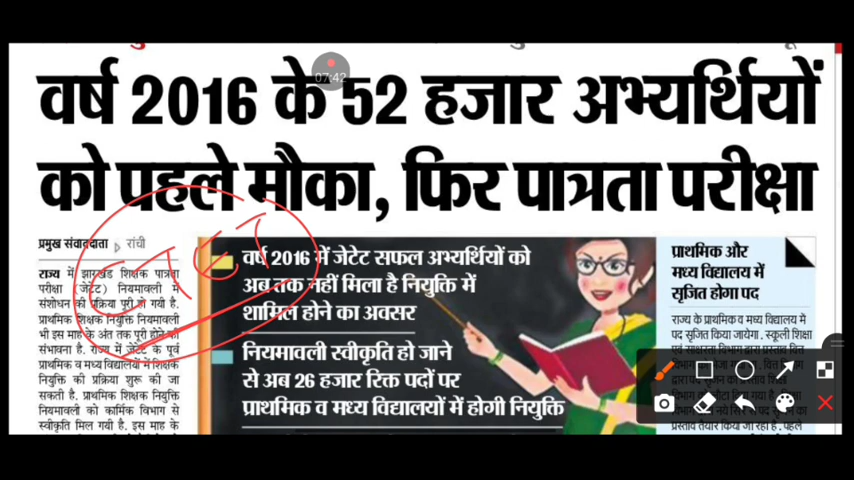 07:42
वर्ष 2016 के 52 हजार अभ्यर्थियों
को पहले मौका, फिर पात्रता परीक्षा
प्रमुख संवाददाता ▷ रांची
राज्य में झारखंड शिक्षक पात्रता
परीक्षा (जेटेट) नियमावली में
संशोधन की प्रक्रिया पूरी हो गयी है.
प्राथमिक शिक्षक नियुक्ति नियमावली
भी इस माह के अंत तक पूरी होने की
संभावना है. राज्य में जेटेट के पूर्व
प्राथमिक व मध्य विद्यालयों में शिक्षक
नियुक्ति की प्रक्रिया शुरू की जा
सकती है. प्राथमिक शिक्षक नियुक्ति
नियमावली को कार्मिक विभाग से
स्वीकृति मिल गयी है. इस माह के
CTET
वर्ष 2016 में जेटेट सफल अभ्यर्थियों को
अब तक नहीं मिला है नियुक्ति में
शामिल होने का अवसर
नियमावली स्वीकृति हो जाने
से अब 26 हजार रिक्त पदों पर
प्राथमिक व मध्य विद्यालयों में होगी नियुक्ति
प्राथमिक और
मध्य विद्यालय में
सृजित होगा पद
राज्य के प्राथमिक व मध्य विद्यालय में
पद सृजित किया जायेगा. स्कूली शिक्षा